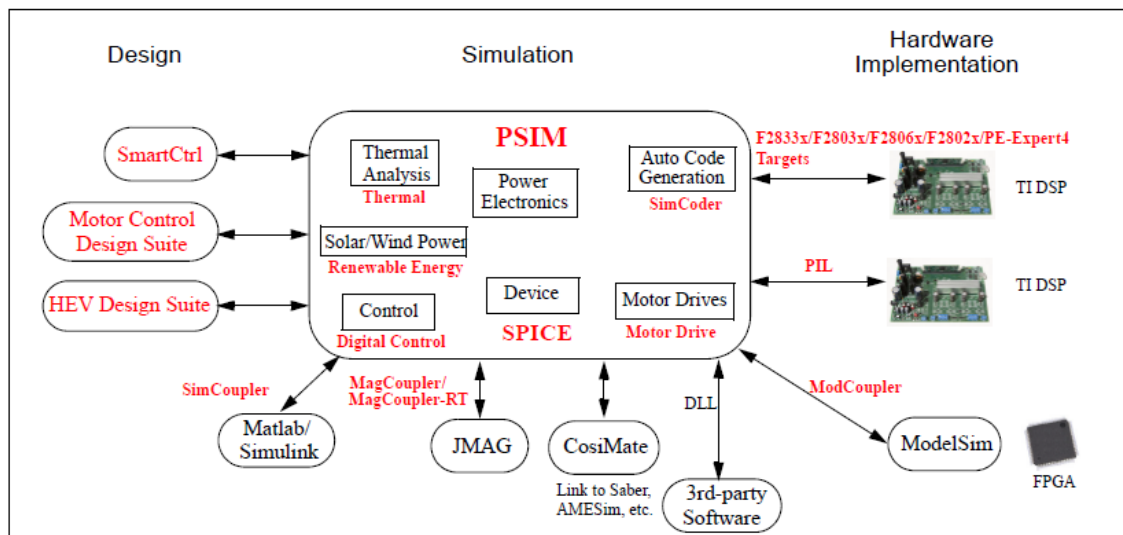 Design
Simulation
Hardware
Implementation
SmartCtrl
Motor Control
Design Suite
HEV Design Suite
PSIM
Thermal
Analysis
Thermal
Power
Electronics
Auto Code
Generation
SimCoder
Solar/Wind Power
Renewable Energy
Control
Digital Control
Device
SPICE
Motor Drives
Motor Drive
F2833x/F2803x/F2806x/F2802x/PE-Expert4
Targets
TI DSP
PIL
TI DSP
SimCoupler
Matlab/
Simulink
MagCoupler/
MagCoupler-RT
JMAG
CosiMate
Link to Saber,
AMESim, etc.
DLL
3rd-party
Software
ModCoupler
ModelSim
FPGA